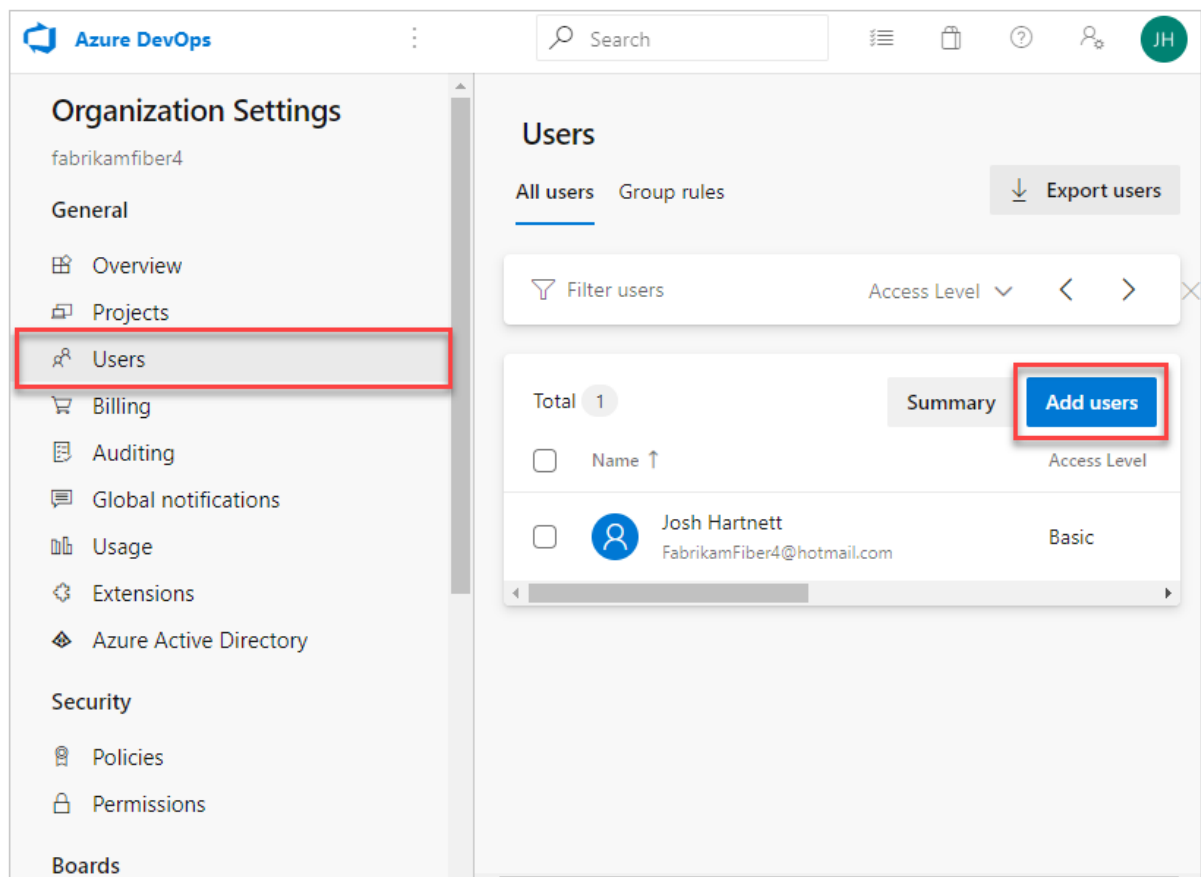 Azure DevOps
Search
JH
Organization Settings
fabrikamfiber4
General
Overview
Projects
Users
Billing
Auditing
Global notifications
Usage
Extensions
Azure Active Directory
Security
Policies
Permissions
Boards
Users
All users Group rules
Export users
Filter users
Access Level
Total 1
Summary
Add users
Name ↑
Access Level
Josh Hartnett
FabrikamFiber4@hotmail.com
Basic